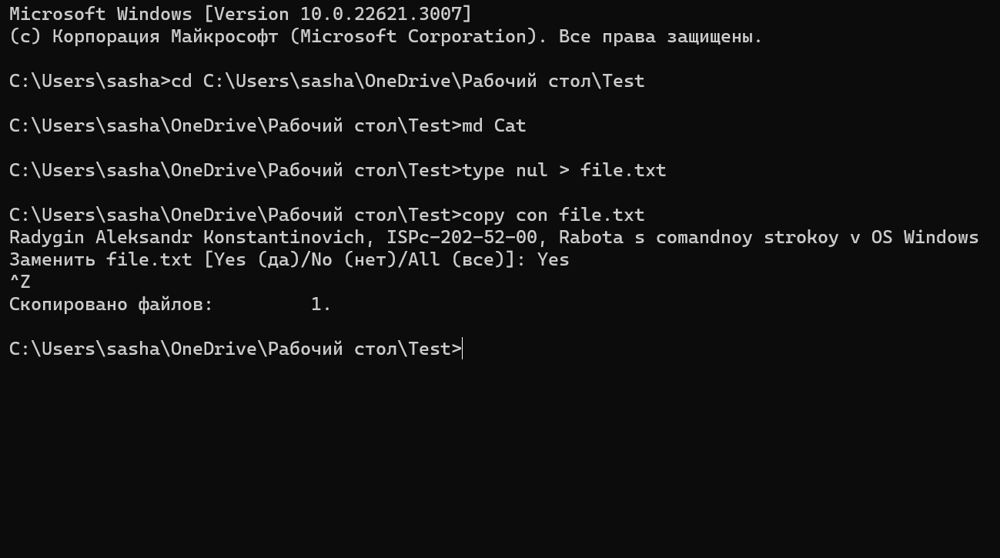 Microsoft Windows [Version 10.0.22621.3007]
(c) Корпорация Майкрософт (Microsoft Corporation). Все права защищены.
C:\Users\sasha>cd C:\Users\sasha\OneDrive\Рабочий стол\Test
C:\Users\sasha\OneDrive\Рабочий стол\Test>md Cat
C:\Users\sasha\OneDrive\Рабочий стол\Test>type nul > file.txt
C:\Users\sasha\OneDrive\Рабочий стол\Test>copy con file.txt
Radygin Aleksandr Konstantinovich, ISPc-202-52-00, Rabota s comandnoy strokoy v OS Windows
Заменить file.txt [Yes (да)/No (нет)/All (все)]: Yes
^Z
Скопировано файлов:         1.
C:\Users\sasha\OneDrive\Рабочий стол\Test>